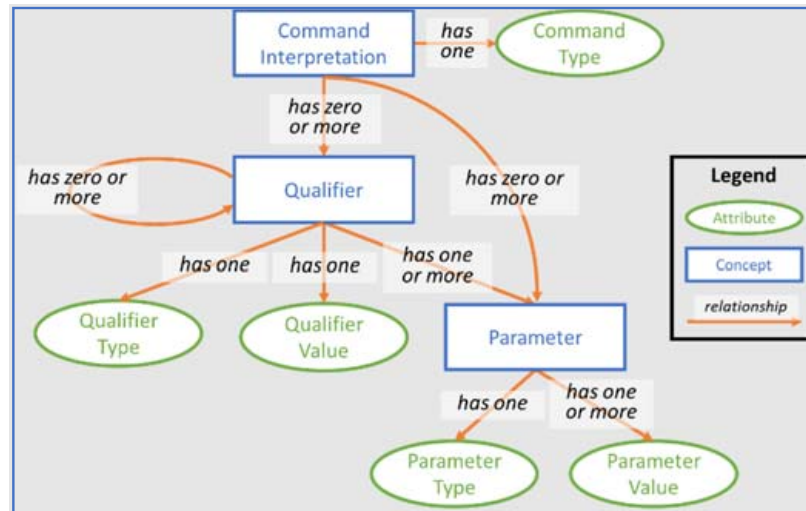 Command
Interpretation
has
one
Command
Type
has zero
or more
has zero or
more
Qualifier
has zero
or more
Legend
Attribute
Concept
relationship
has one
has one
has one
or more
Qualifier
Type
Qualifier
Value
Parameter
has one
has one
or more
Parameter
Type
Parameter
Value